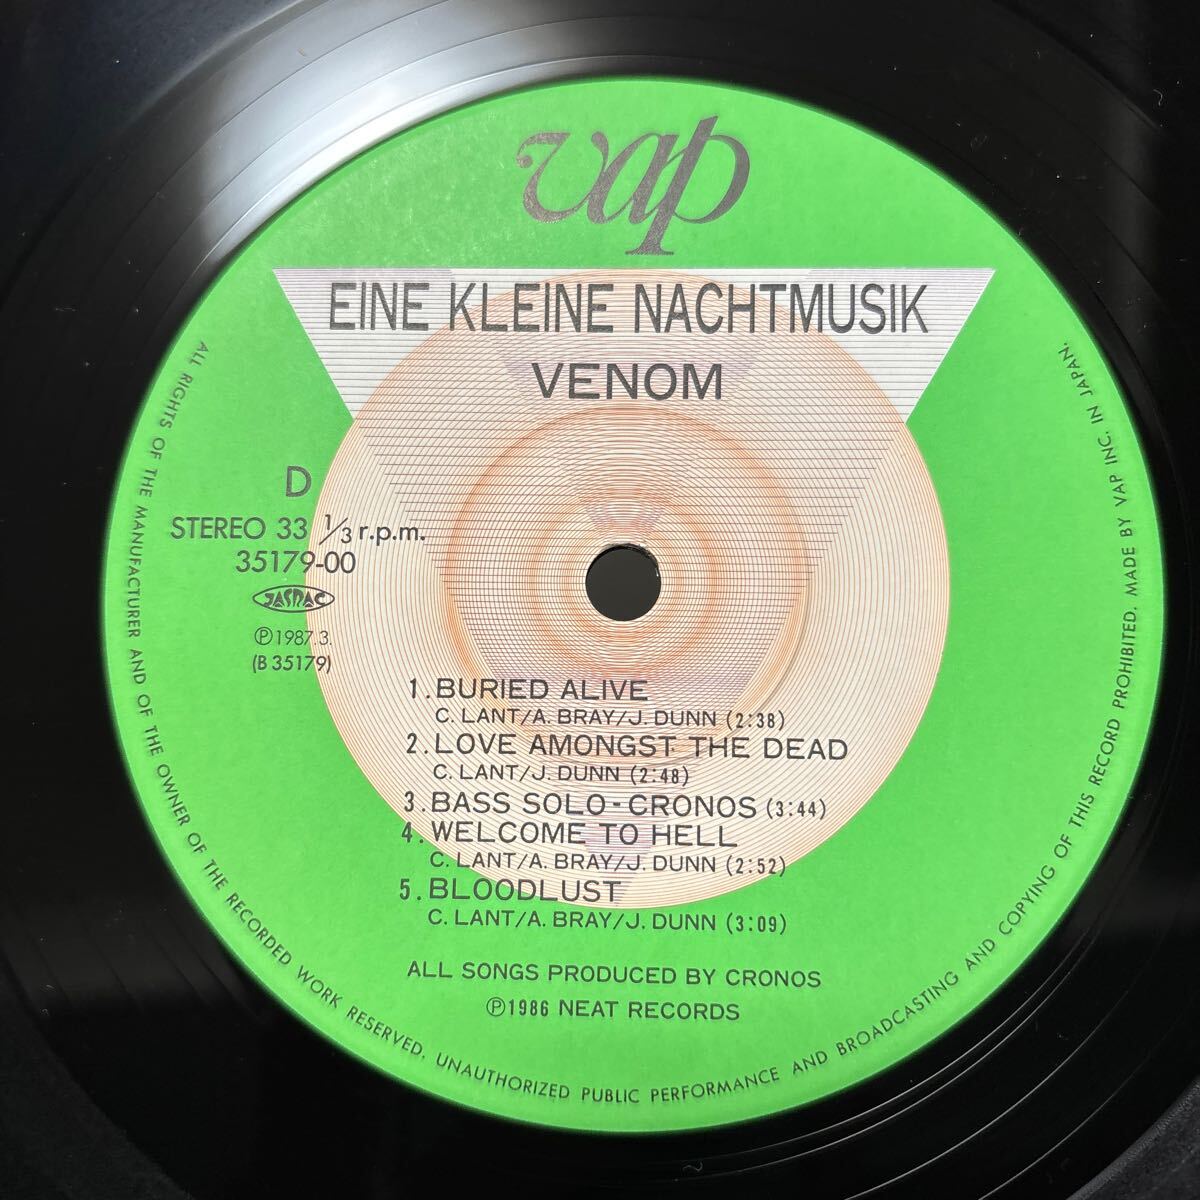 vap
EINE KLEINE NACHTMUSIK
VENOM
D
STEREO 33 1/3 r.p.m.
35179-00
JASRAC
Ⓟ1987.3.
(B 35179)
1.BURIED ALIVE
C. LANT/A. BRAY/J. DUNN (2:38)
2.LOVE AMONGST THE DEAD
C. LANT/J. DUNN (2:48)
3.BASS SOLO-CRONOS (3:44)
4.WELCOME TO HELL
C. LANT/A. BRAY/J. DUNN (2:52)
5.BLOODLUST
C. LANT/A. BRAY/J. DUNN (3:09)
ALL SONGS PRODUCED BY CRONOS
Ⓟ1986 NEAT RECORDS
ALL RIGHTS OF THE MANUFACTURER AND OF THE OWNER OF THE RECORDED WORK RESERVED. UNAUTHORIZED PUBLIC PERFORMANCE AND BROADCASTING AND COPYING OF THIS RECORD PROHIBITED. MADE BY VAP INC. IN JAPAN.